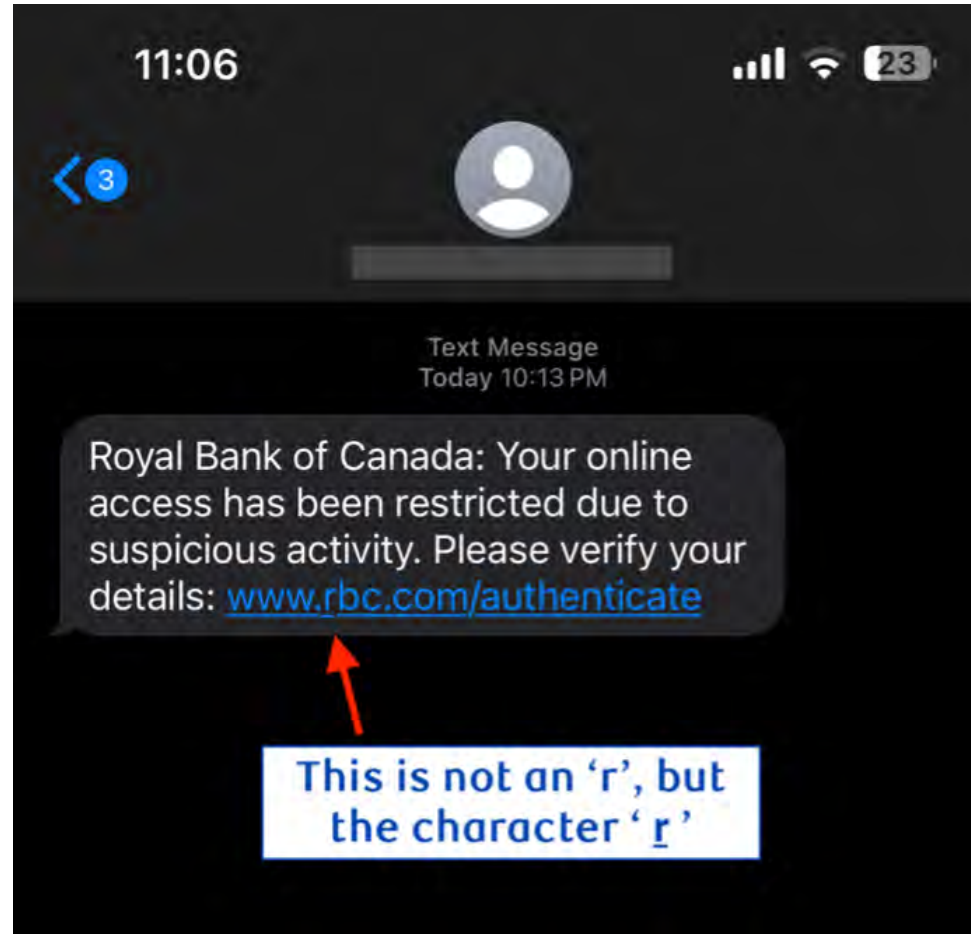 11:06
23
3
Text Message
Today 10:13 PM
Royal Bank of Canada: Your online
access has been restricted due to
suspicious activity. Please verify your
details: www.ṟbc.com/authenticate
This is not an ‘r’, but
the character ‘ ṟ ’